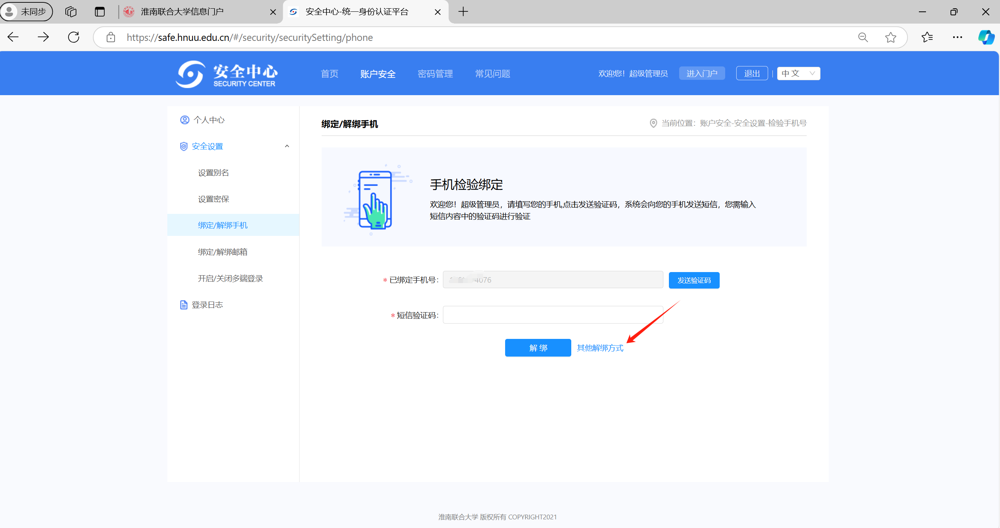 未同步
淮南联合大学信息门户
安全中心-统一身份认证平台
https://safe.hnuu.edu.cn/#/security/securitySetting/phone
安全中心
SECURITY CENTER
首页
账户安全
密码管理
常见问题
欢迎您！超级管理员
进入门户
退出
中文
个人中心
安全设置
设置别名
设置密保
绑定/解绑手机
绑定/解绑邮箱
开启/关闭多端登录
登录日志
绑定/解绑手机
当前位置：账户安全-安全设置-检验手机号
手机检验绑定
欢迎您！超级管理员，请填写您的手机,点击发送验证码，系统会向您的手机发送短信，您需输入
短信内容中的验证码进行验证
* 已绑定手机号:
4076
发送验证码
* 短信验证码:
解 绑
其他解绑方式
淮南联合大学 版权所有 COPYRIGHT2021